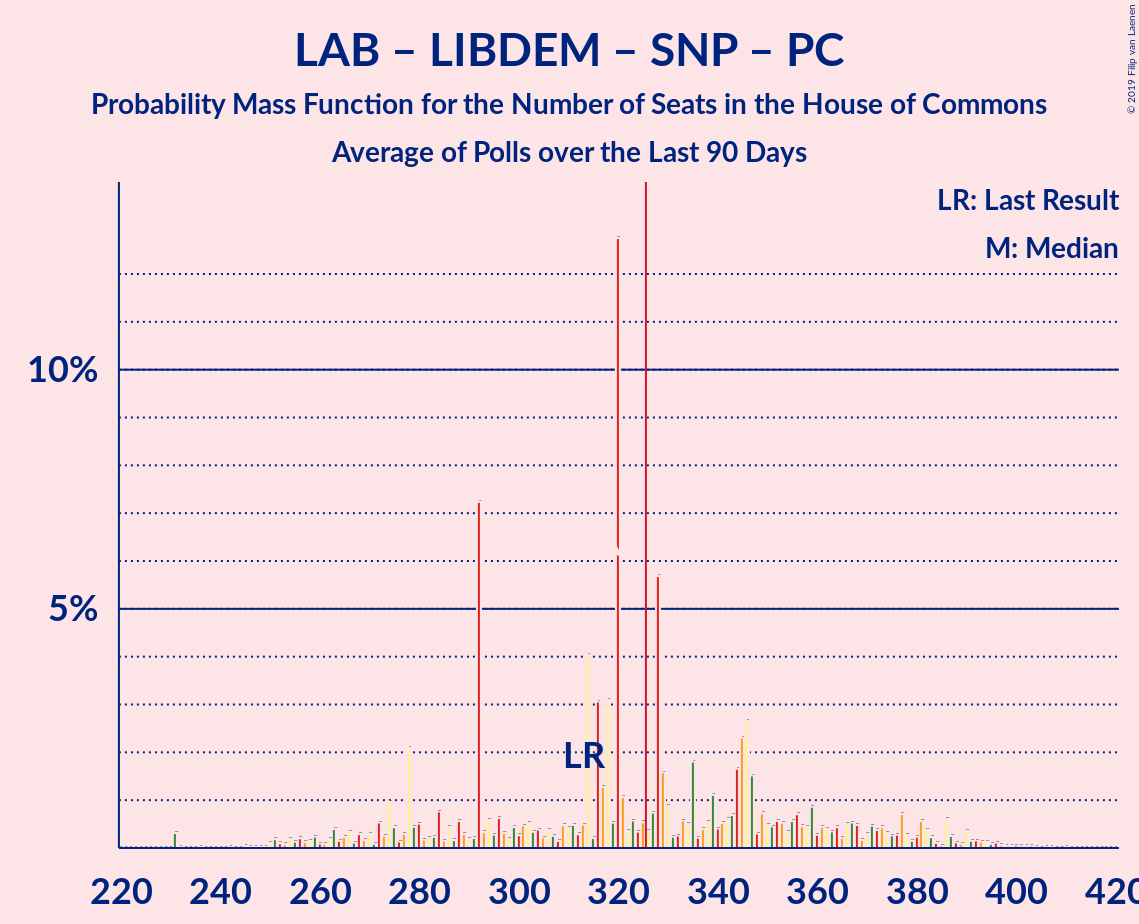 LAB – LIBDEM – SNP – PC
Probability Mass Function for the Number of Seats in the House of Commons
Average of Polls over the Last 90 Days
© 2019 Filip van Laenen
LR: Last Result
M: Median
10%
5%
LR
220 240 260 280 300 320 340 360 380 400 420